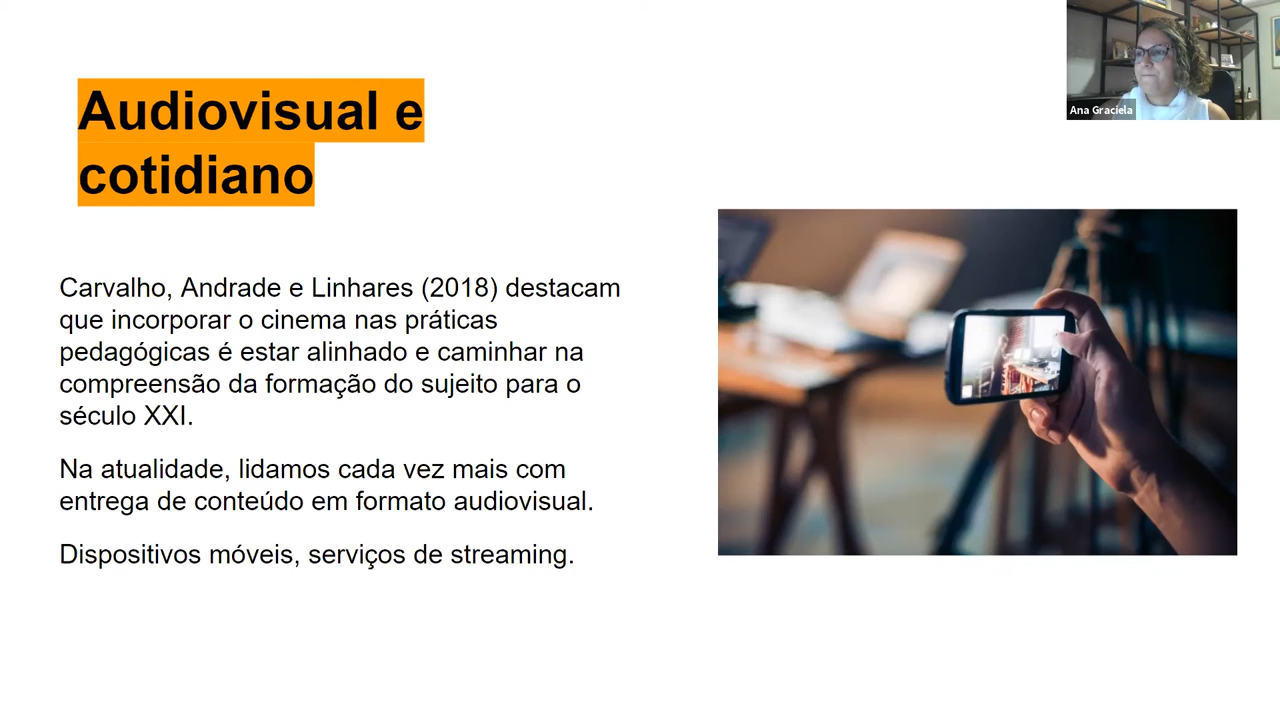 Audiovisual e
cotidiano
Ana Graciela
Carvalho, Andrade e Linhares (2018) destacam
que incorporar o cinema nas práticas
pedagógicas é estar alinhado e caminhar na
compreensão da formação do sujeito para o
século XXI.
Na atualidade, lidamos cada vez mais com
entrega de conteúdo em formato audiovisual.
Dispositivos móveis, serviços de streaming.